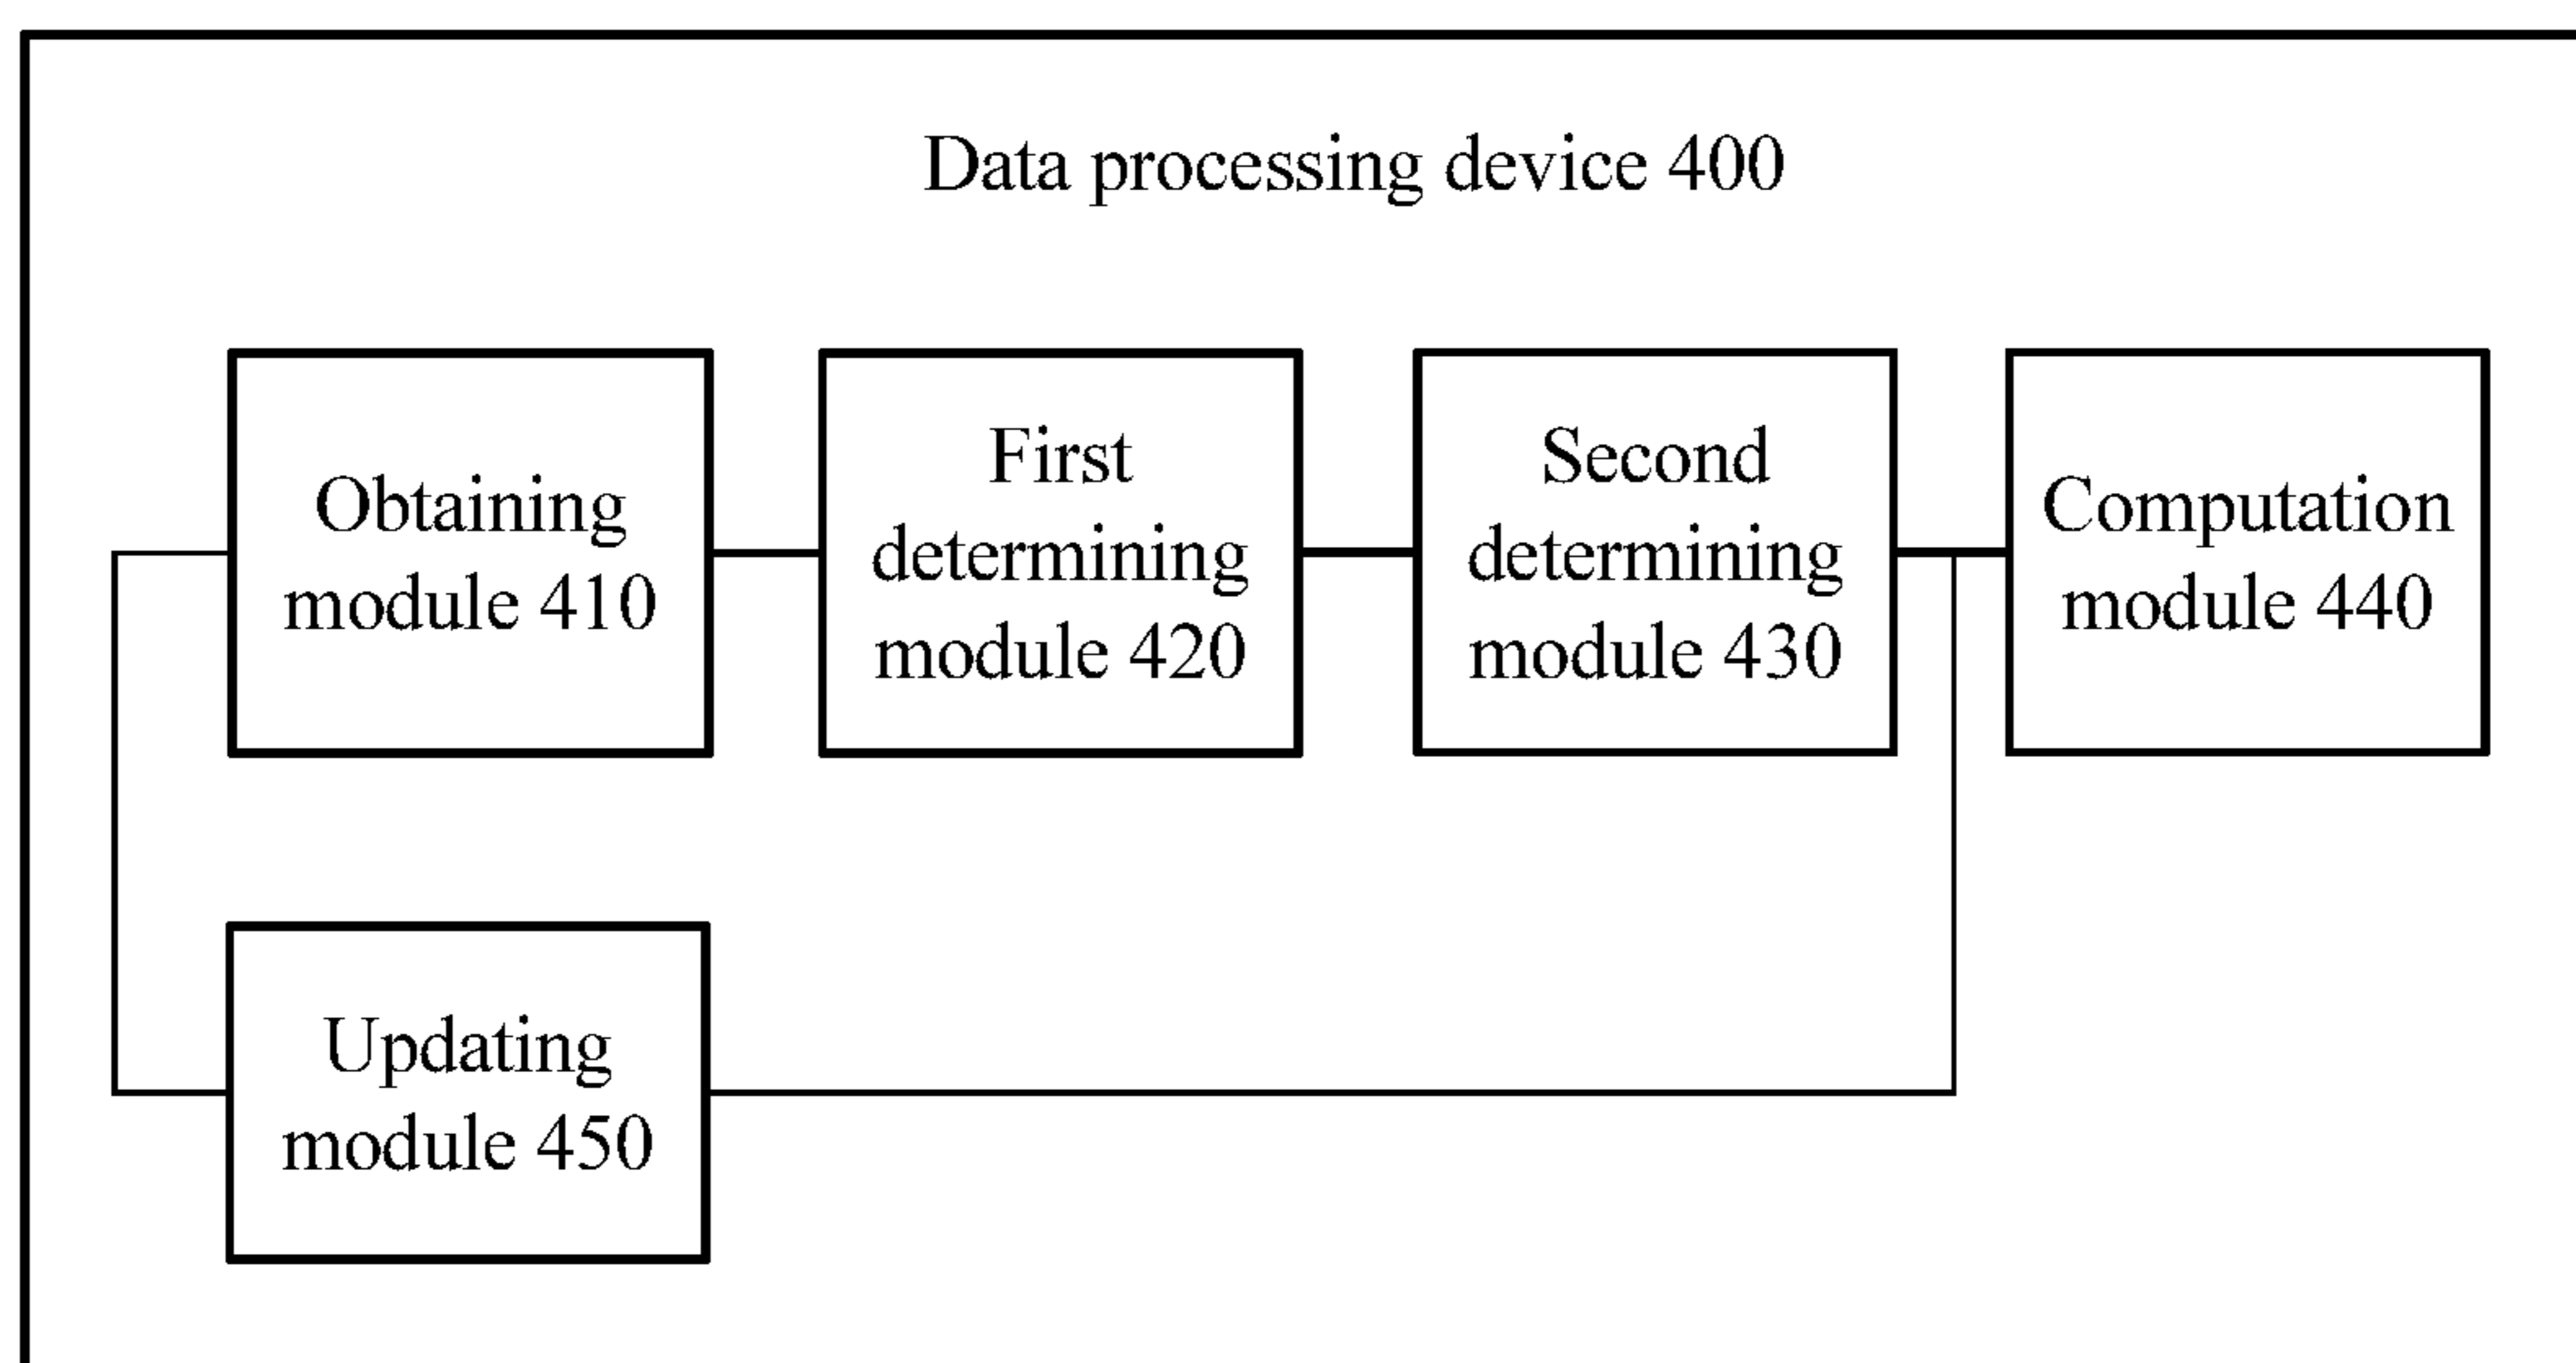 Data processing device 400
Obtaining
module 410
First
determining
module 420
Second
determining
module 430
Computation
module 440
Updating
module 450